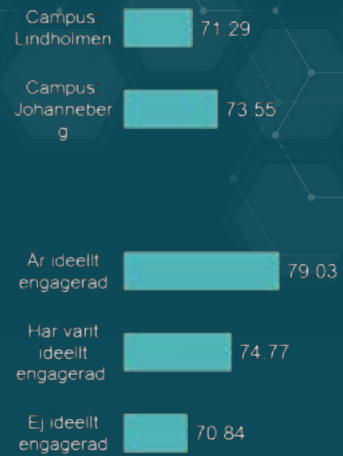 Campus
Lindholmen
71.29
Campus
Johanneber
g
73.55
Är ideellt
engagerad
79.03
Har varit
ideellt
engagerad
74.77
Ej ideellt
engagerad
70.84